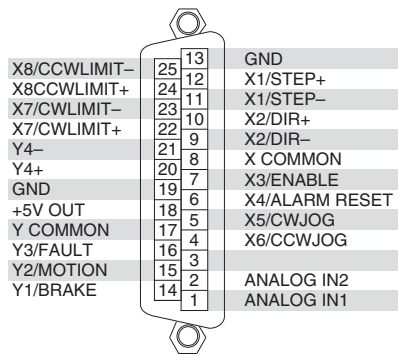 X8/CCWLIMIT–
X8CCWLIMIT+
X7/CWLIMIT–
X7/CWLIMIT+
Y4–
Y4+
GND
+5V OUT
Y COMMON
Y3/FAULT
Y2/MOTION
Y1/BRAKE
25
24
23
22
21
20
19
18
17
16
15
14
13
12
11
10
9
8
7
6
5
4
3
2
1
GND
X1/STEP+
X1/STEP–
X2/DIR+
X2/DIR–
X COMMON
X3/ENABLE
X4/ALARM RESET
X5/CWJOG
X6/CCWJOG
ANALOG IN2
ANALOG IN1